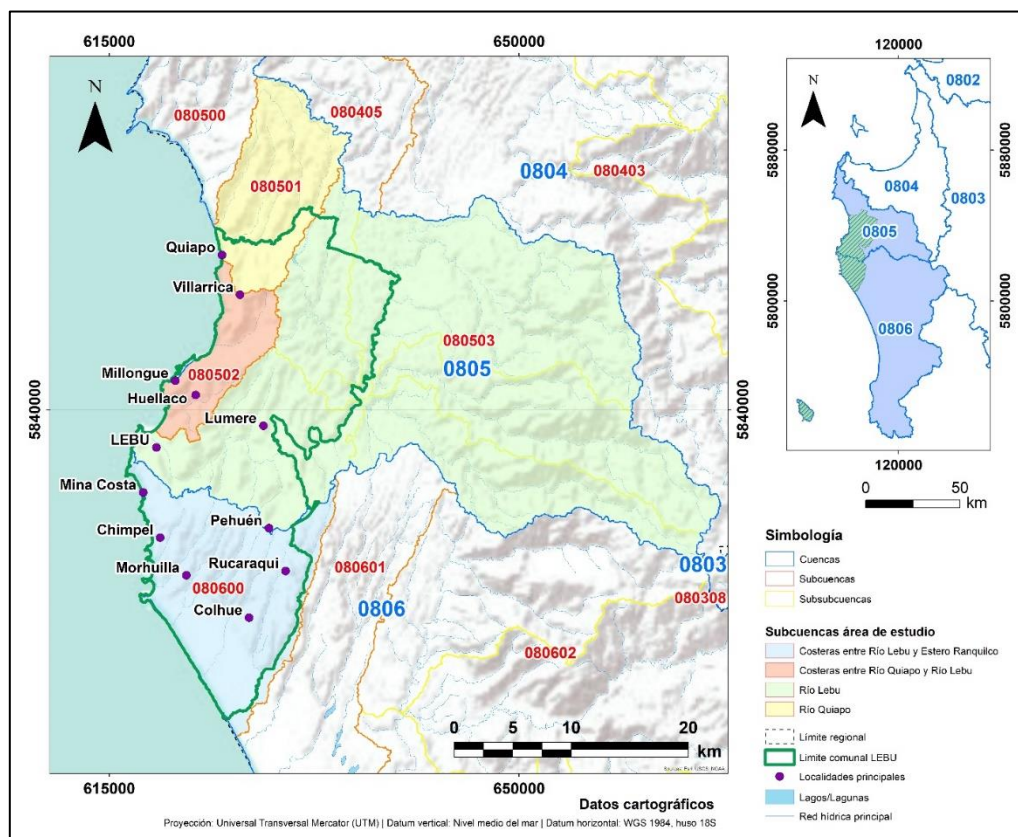 615000
650000
N
080500
080405
0804
080403
080501
Quiapo
Villarrica
080503
0805
Millongue
080502
Huellaco
Lumere
5840000
5840000
LEBU
Mina Costa
Pehuén
Chimpel
Morhuilla
Rucaraqui
080601
0803
080600
0806
080308
Colhue
080602
0 5 10 20
km
615000
650000
Datos cartográficos
Proyección: Universal Transversal Mercator (UTM) | Datum vertical: Nivel medio del mar | Datum horizontal: WGS 1984, huso 18S
120000
N
0802
5880000
5880000
0804
0803
0805
5800000
5800000
0806
120000
0 50
km
Simbología
Cuencas
Subcuencas
Subsubcuencas
Subcuencas área de estudio
Costeras entre Río Lebu y Estero Ranquilco
Costeras entre Río Quiapo y Río Lebu
Río Lebu
Río Quiapo
Límite regional
Limite comunal LEBU
Localidades principales
Lagos/Lagunas
Red hídrica principal